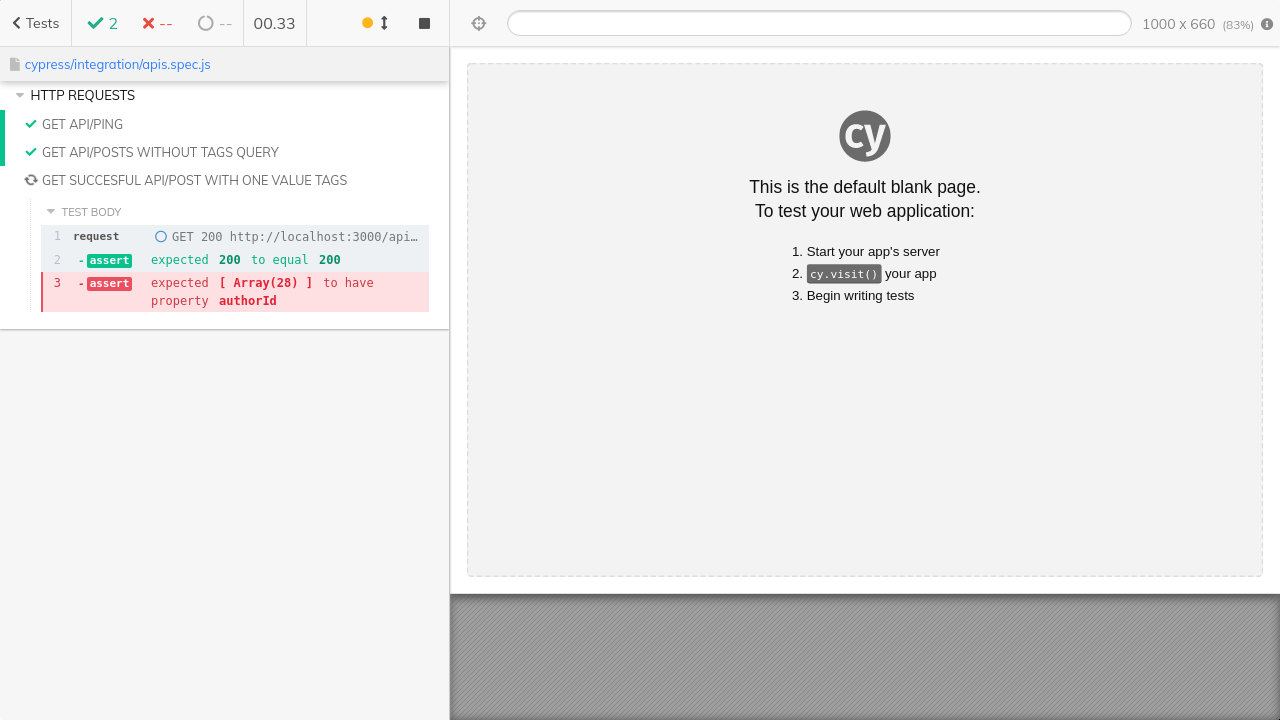 Tests
2
--
--
00.33
1000 x 660 (83%)
cypress/integration/apis.spec.js
HTTP REQUESTS
GET API/PING
GET API/POSTS WITHOUT TAGS QUERY
GET SUCCESFUL API/POST WITH ONE VALUE TAGS
TEST BODY
1 request GET 200 http://localhost:3000/api…
2 -assert expected 200 to equal 200
3 -assert expected [ Array(28) ] to have
property authorId
cy
This is the default blank page.
To test your web application:
1. Start your app's server
2. cy.visit() your app
3. Begin writing tests